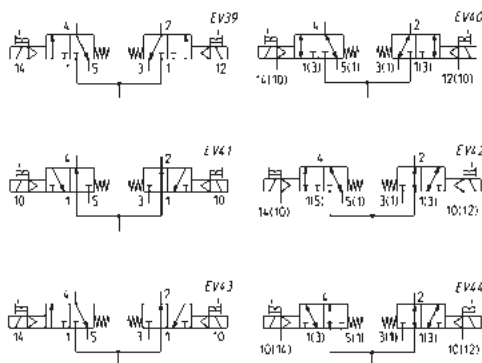 4 2 EV39
14 1 5 3 1 12
4 2 EV40
14(10) 1(3) 5(1) 3(1) 1(3) 12(10)
4 2 EV41
10 1 5 3 1 10
4 2 EV42
14(10) 1(5) 5(1) 3(1) 1(3) 10(12)
4 2 EV43
14 1 5 3 1 10
4 2 EV44
10(14) 1(3) 5(1) 3(1) 1(3) 10(12)